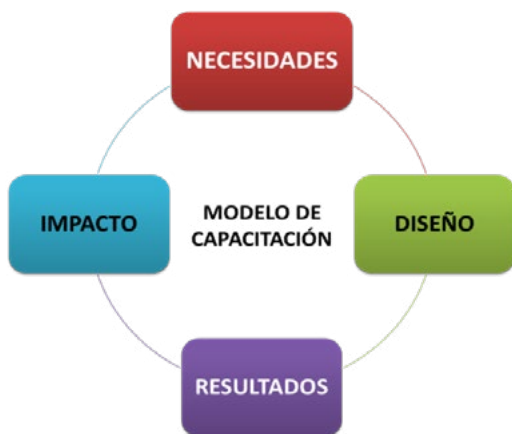 NECESIDADES
IMPACTO
MODELO DE
CAPACITACIÓN
DISEÑO
RESULTADOS